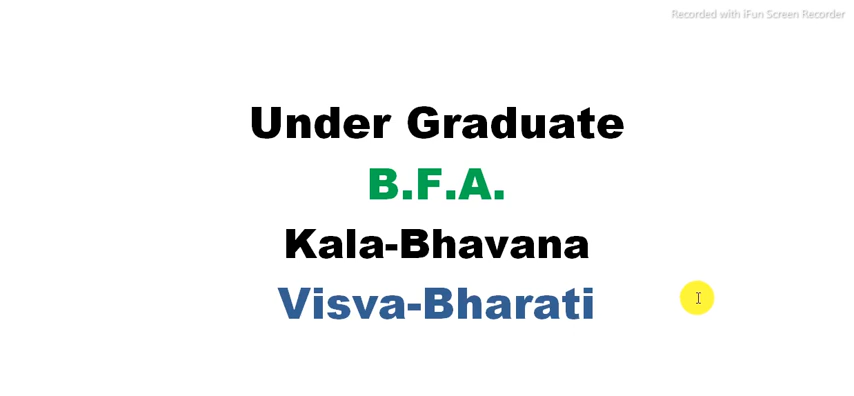 Recorded with iFun Screen Recorder
Under Graduate
B.F.A.
Kala-Bhavana
Visva-Bharati